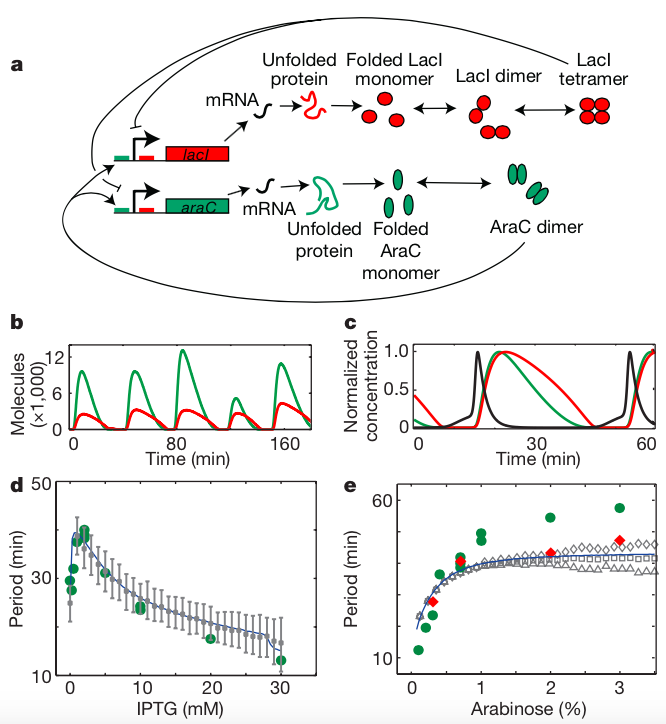 a
Unfolded
protein
Folded LacI
monomer
LacI dimer
LacI
tetramer
mRNA
lacI
araC
mRNA
Unfolded
protein
Folded
AraC
monomer
AraC dimer
b
Molecules
(×1,000)
12
6
0
0
80
160
Time (min)
c
Normalized
concentration
1.0
0.5
0
0
30
60
Time (min)
d
Period (min)
50
30
10
0
10
20
30
IPTG (mM)
e
Period (min)
60
10
0
1
2
3
Arabinose (%)